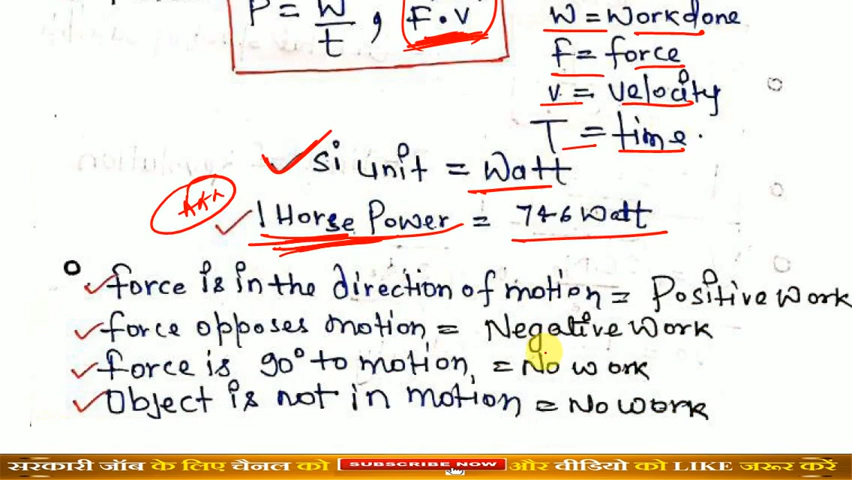 P = W/t , F.v
W = Workdone
F = force
v = velocity
T = time.
Si unit = Watt
1 Horse Power = 746 Watt
force is in the direction of motion = Positive Work
force opposes motion = Negative Work
force is 90° to motion = No work
Object is not in motion = No work
सरकारी जॉब के लिए चैनल को SUBSCRIBE NOW और वीडियो को LIKE जरूर करें